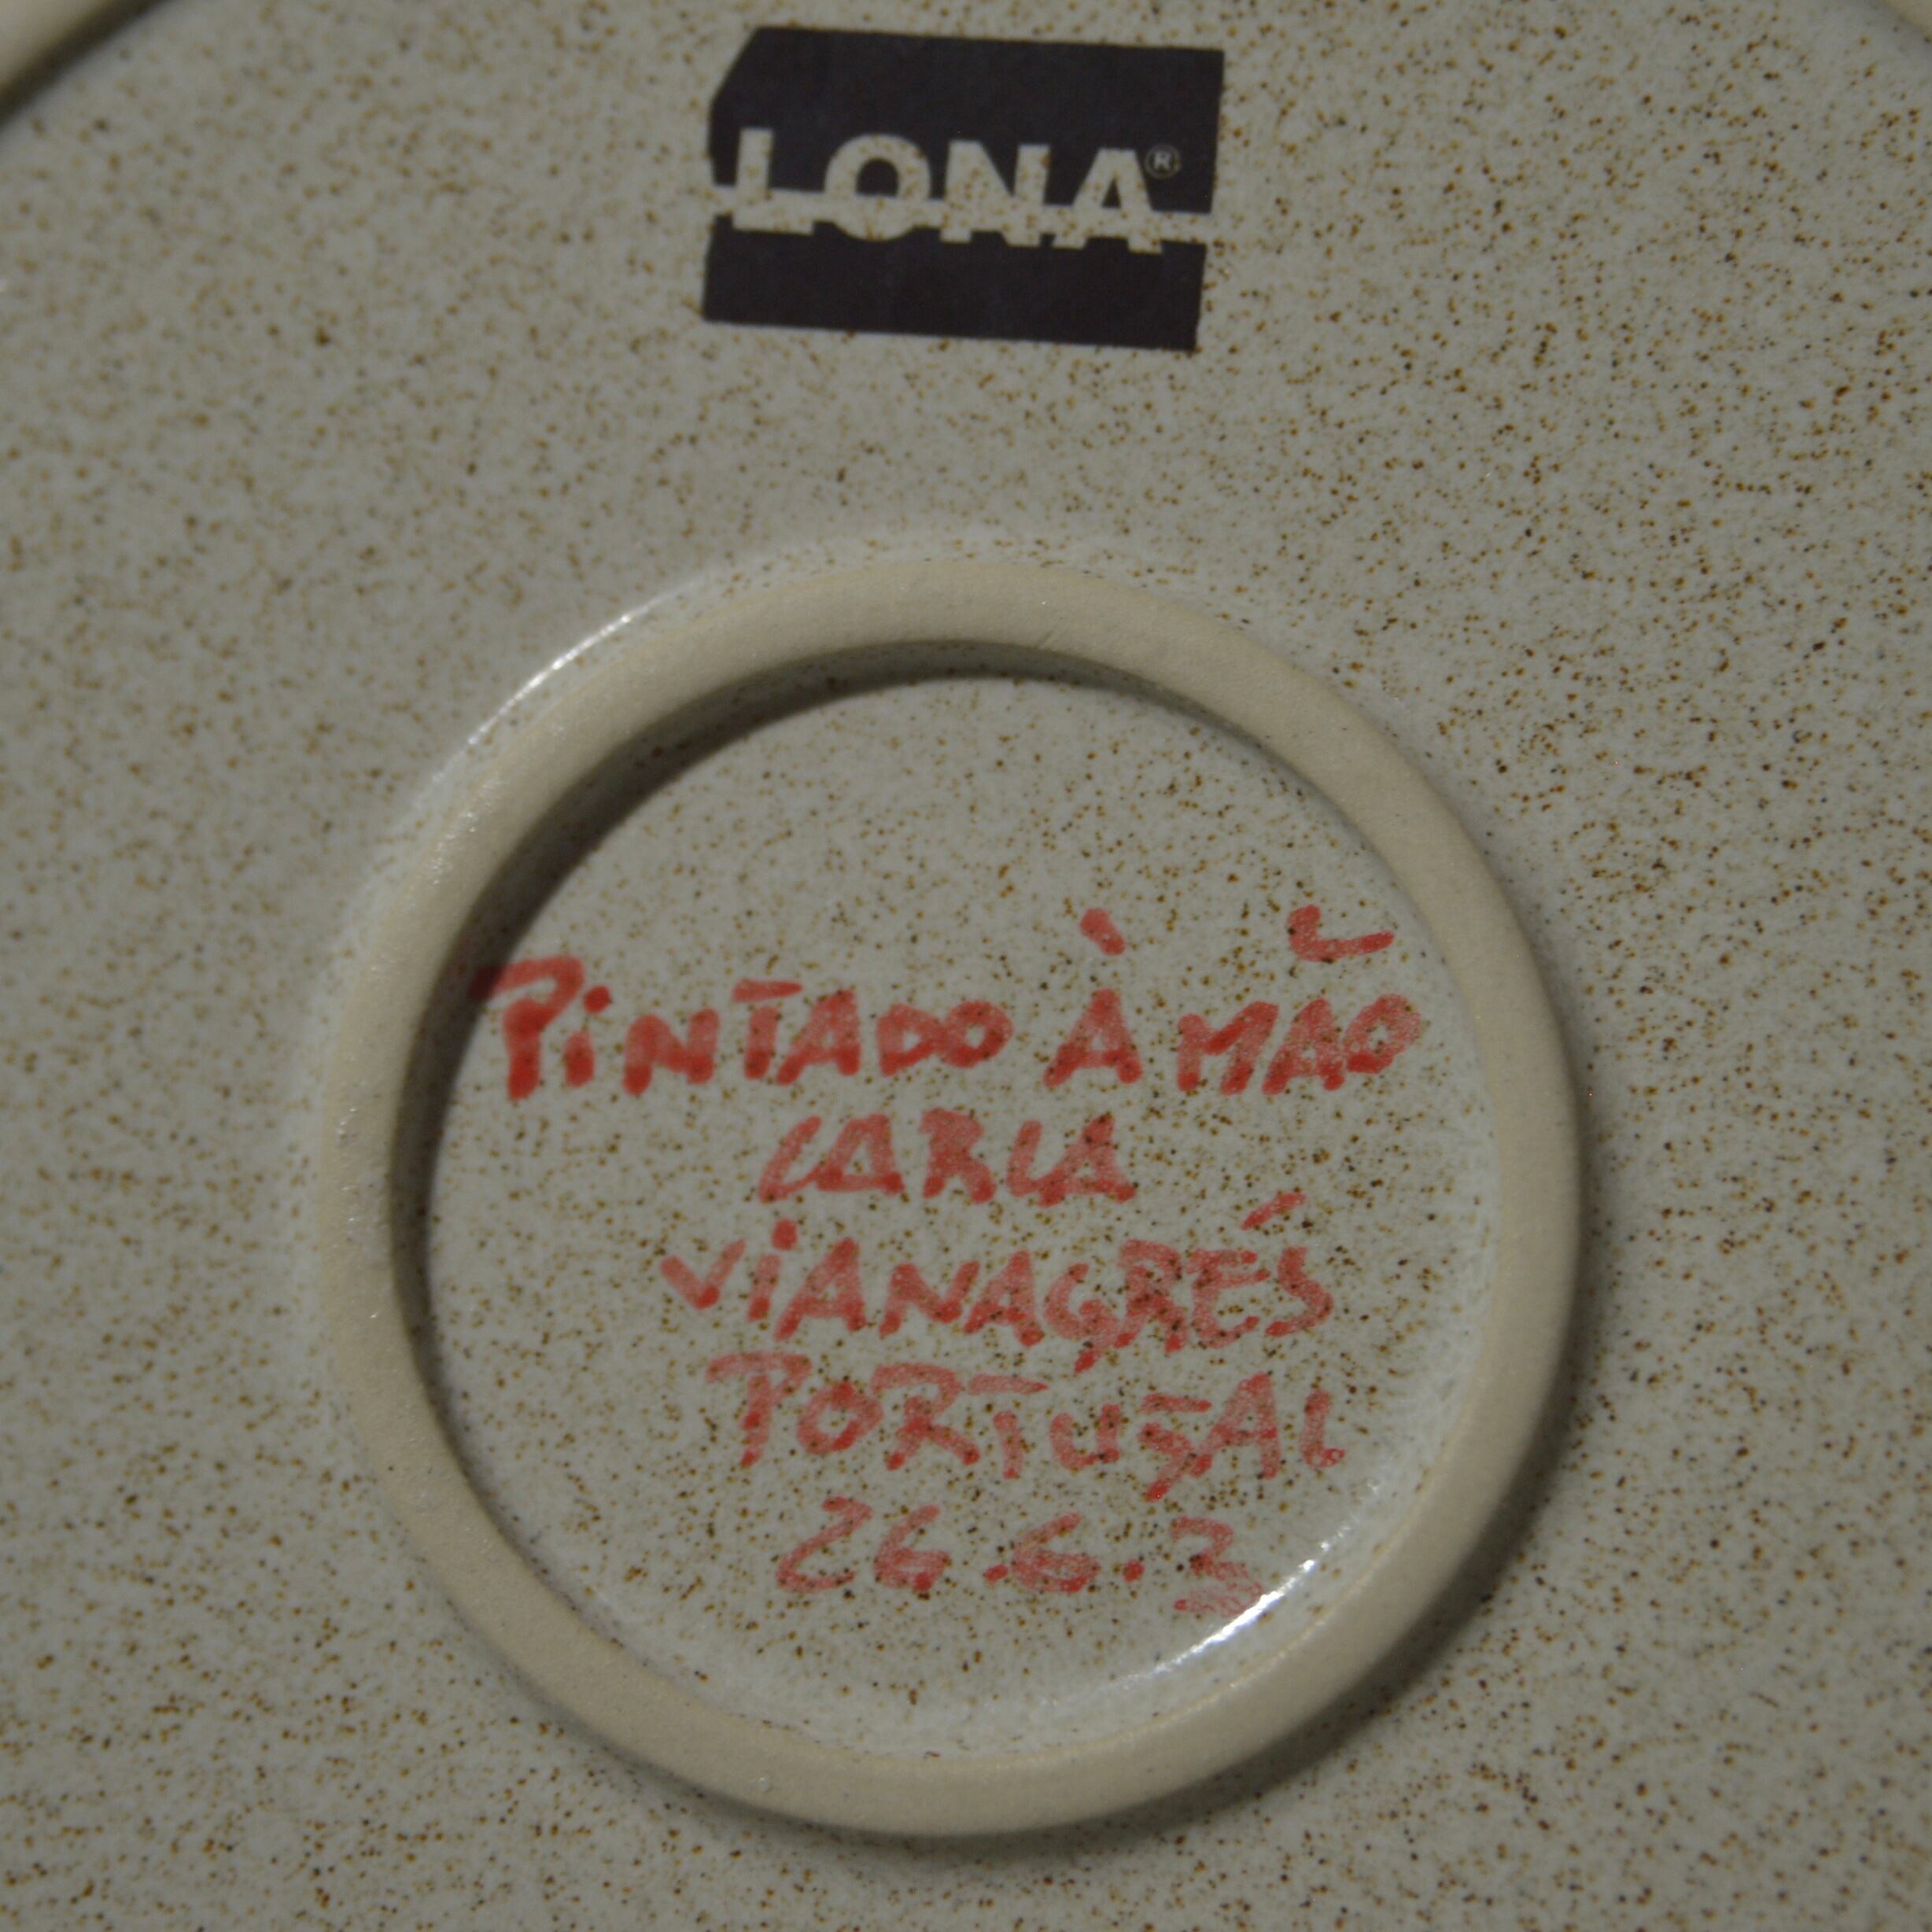 LONA®
PiNTADO À MÃO
CARLA
ViANAGRÉS
PORTUGAL
26.6.3